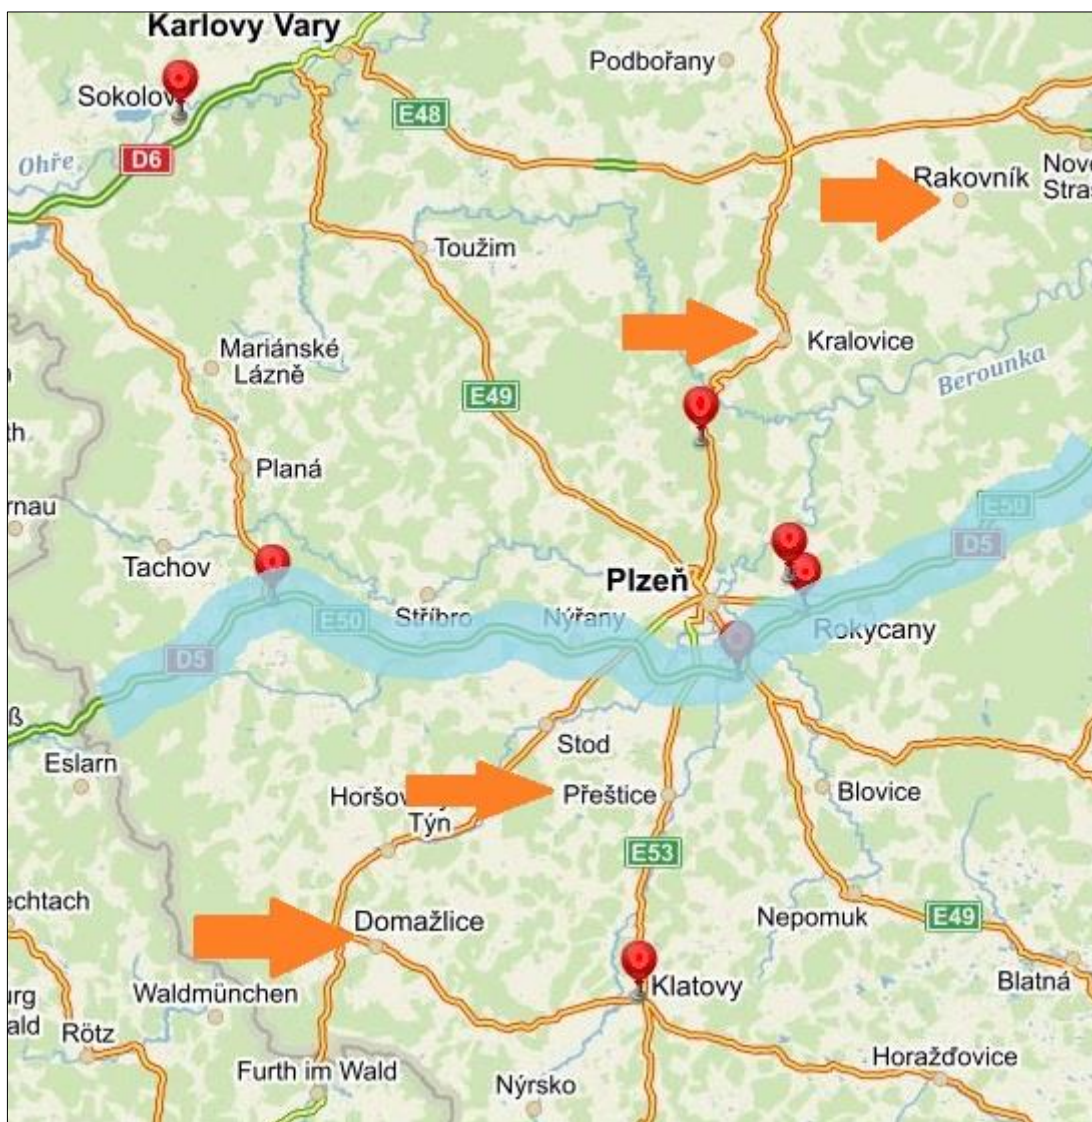 Karlovy Vary
Podbořany
Sokolov
E48
D6
Ohře
Rakovník
Nové
Toužim
Mariánské
Lázně
Kralovice
Berounka
E49
Planá
E50
Tachov
D5
Plzeň
E50
Stříbro
Nýřany
Rokycany
D5
Stod
Eslarn
Přeštice
Blovice
Týn
E53
Domažlice
Nepomuk
E49
Waldmünchen
Klatovy
Blatná
Rötz
Horažďovice
Furth im Wald
Nýrsko